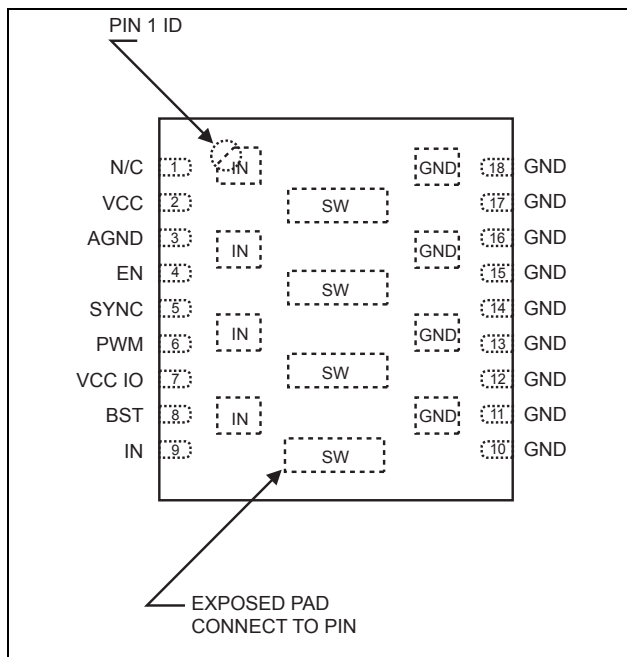 PIN 1 ID
N/C 1 IN GND 18 GND
VCC 2 SW 17 GND
AGND 3 IN GND 16 GND
EN 4 SW 15 GND
SYNC 5 14 GND
PWM 6 IN GND 13 GND
VCC IO 7 SW 12 GND
BST 8 IN GND 11 GND
IN 9 SW 10 GND
EXPOSED PAD
CONNECT TO PIN